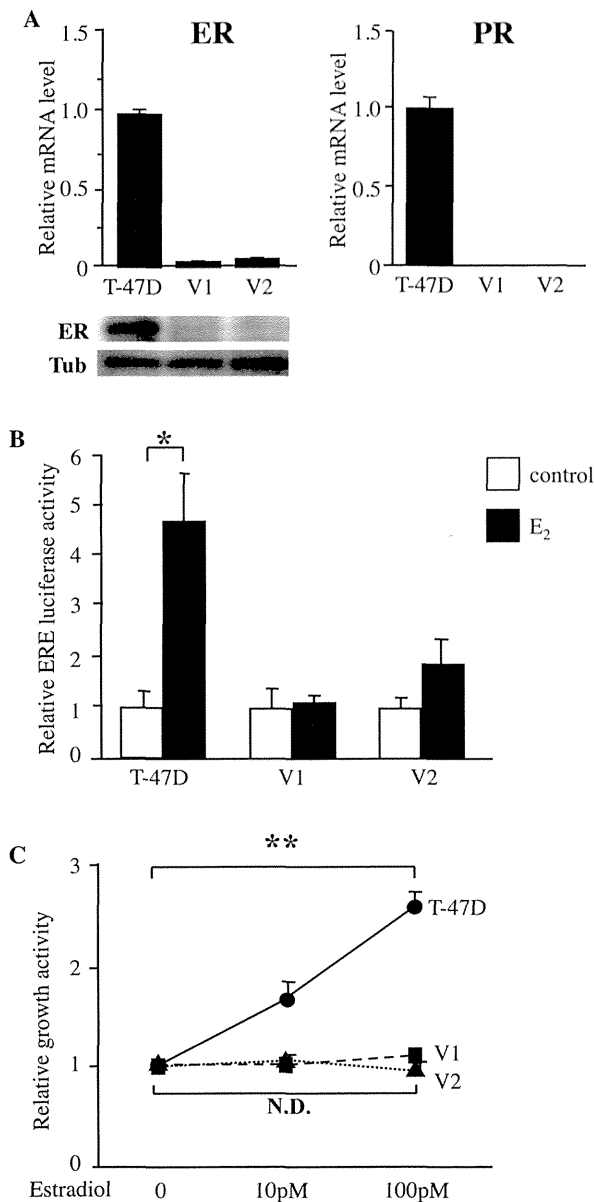 A
ER
PR
Relative mRNA level
1.5
1.0
0.5
0
T-47D V1 V2
Relative mRNA level
1.5
1.0
0.5
0
T-47D V1 V2
ER
Tub
B
Relative ERE luciferase activity
6
5
4
3
2
1
0
*
control
E₂
T-47D V1 V2
C
Relative growth activity
3
2
1
0
**
T-47D
V1
V2
N.D.
Estradiol 0 10pM 100pM